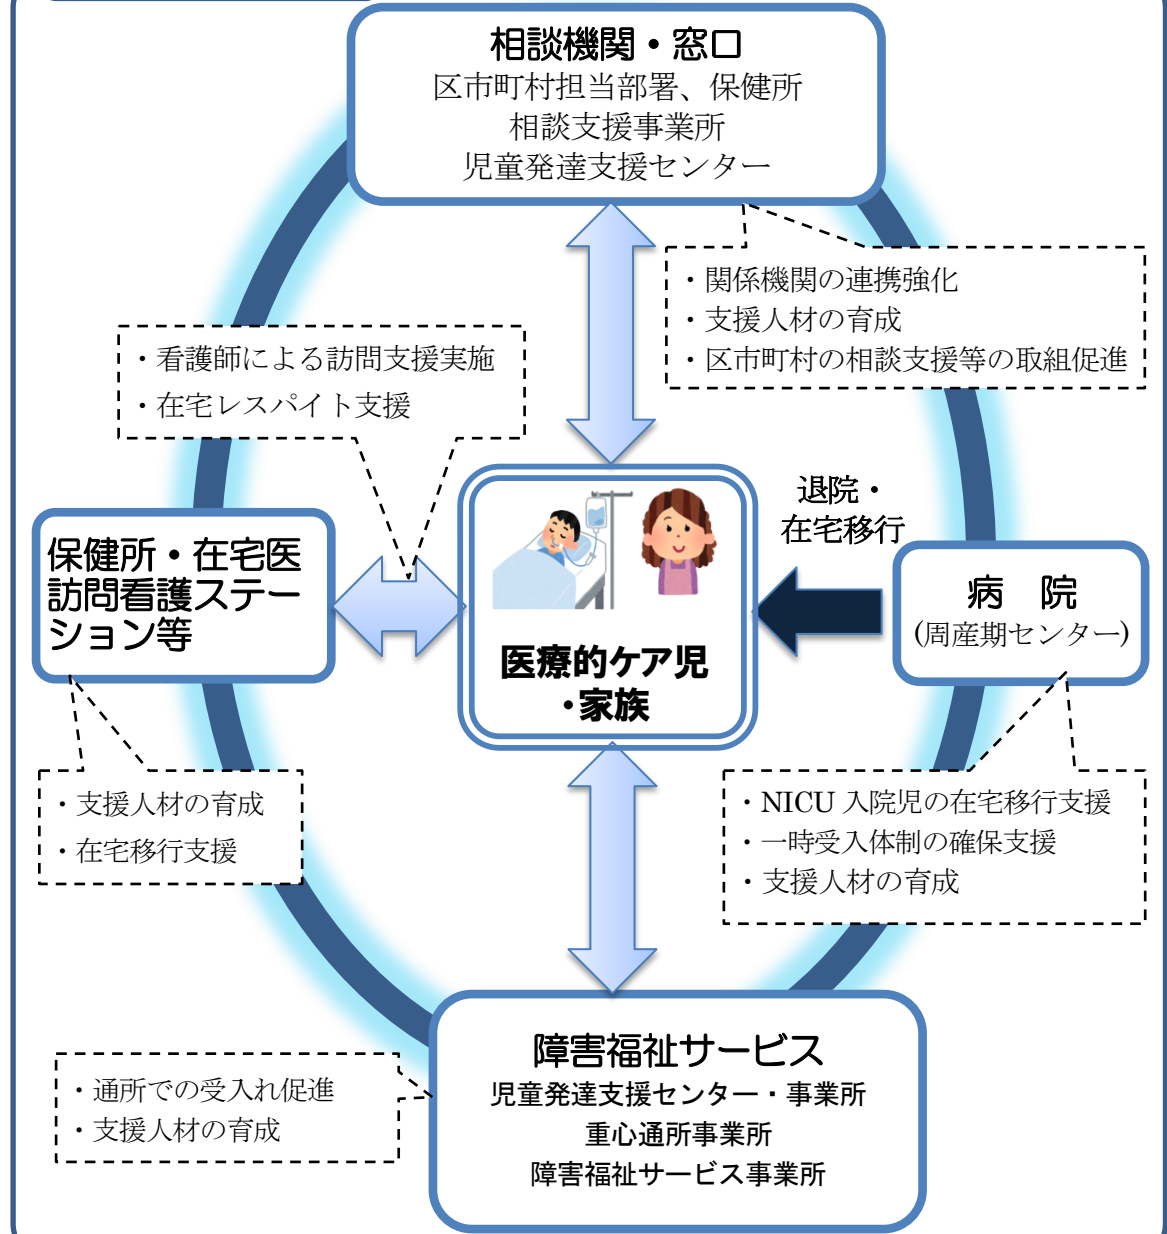 相談機関・窓口
区市町村担当部署、保健所
相談支援事業所
児童発達支援センター
・関係機関の連携強化
・支援人材の育成
・区市町村の相談支援等の取組促進
・看護師による訪問支援実施
・在宅レスパイト支援
退院・
在宅移行
保健所・在宅医
訪問看護ステー
ション等
医療的ケア児
・家族
病　院
(周産期センター)
・支援人材の育成
・在宅移行支援
・NICU 入院児の在宅移行支援
・一時受入体制の確保支援
・支援人材の育成
障害福祉サービス
児童発達支援センター・事業所
重心通所事業所
障害福祉サービス事業所
・通所での受入れ促進
・支援人材の育成